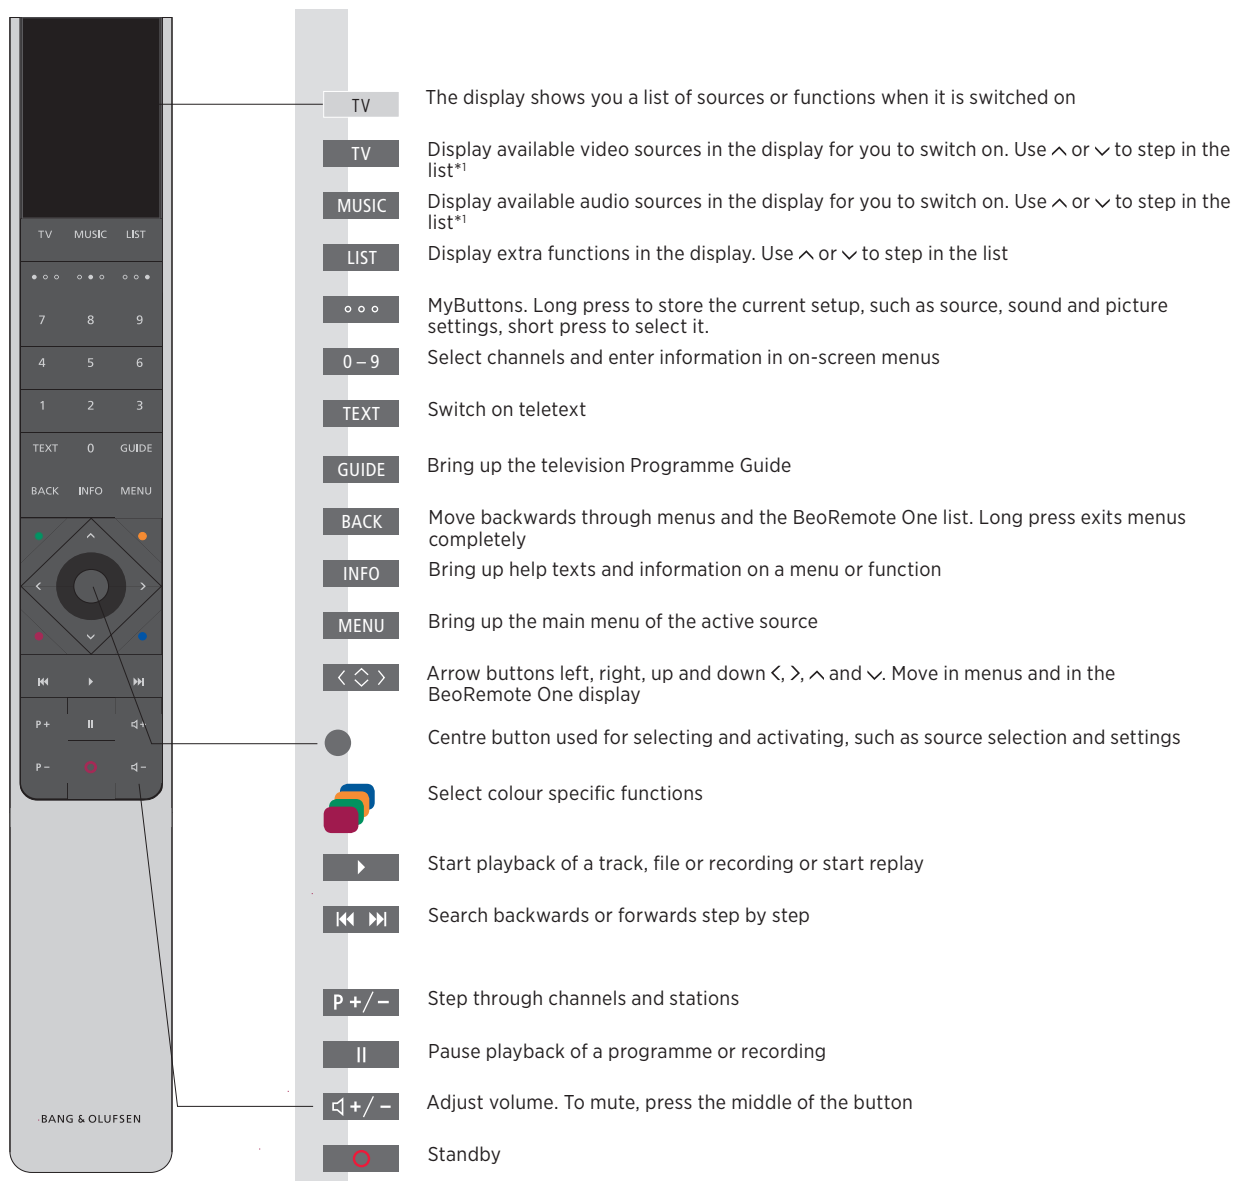 TV MUSIC LIST
7 8 9
4 5 6
1 2 3
TEXT 0 GUIDE
BACK INFO MENU
P + +
P − −
BANG & OLUFSEN
TV The display shows you a list of sources or functions when it is switched on
TV Display available video sources in the display for you to switch on. Use ︿ or ﹀ to step in the
list*1
MUSIC Display available audio sources in the display for you to switch on. Use ︿ or ﹀ to step in the
list*1
LIST Display extra functions in the display. Use ︿ or ﹀ to step in the list
MyButtons. Long press to store the current setup, such as source, sound and picture
settings, short press to select it.
0 – 9 Select channels and enter information in on-screen menus
TEXT Switch on teletext
GUIDE Bring up the television Programme Guide
BACK Move backwards through menus and the BeoRemote One list. Long press exits menus
completely
INFO Bring up help texts and information on a menu or function
MENU Bring up the main menu of the active source
Arrow buttons left, right, up and down <, >, ︿ and ﹀. Move in menus and in the
BeoRemote One display
Centre button used for selecting and activating, such as source selection and settings
Select colour specific functions
Start playback of a track, file or recording or start replay
Search backwards or forwards step by step
P +/− Step through channels and stations
Pause playback of a programme or recording
+/− Adjust volume. To mute, press the middle of the button
Standby